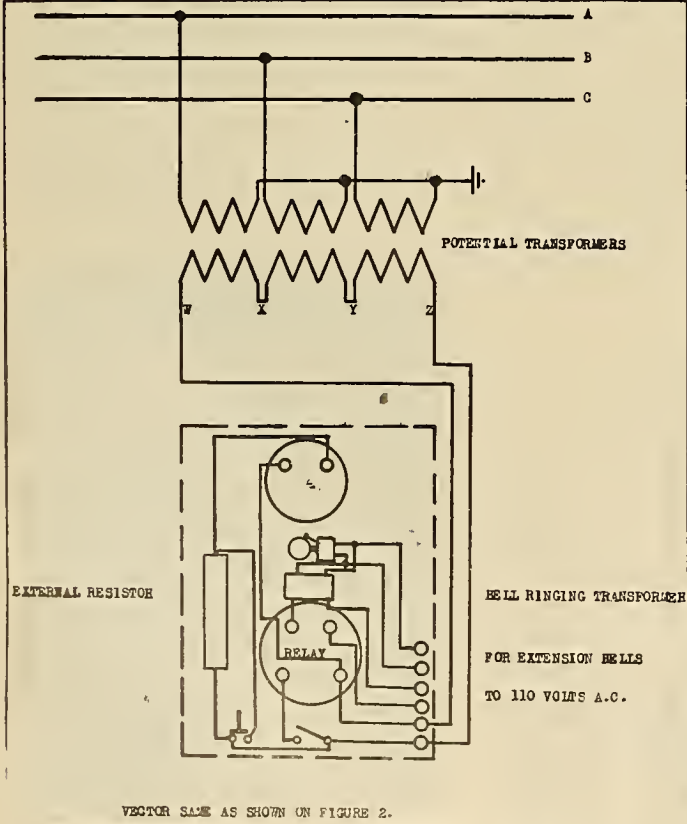 A
B
C
POTENTIAL TRANSFORMERS
W X Y Z
EXTERNAL RESISTOR
BELL RINGING TRANSFORMER
RELAY
FOR EXTENSION BELLS
TO 110 VOLTS A.C.
VECTOR SAME AS SHOWN ON FIGURE 2.